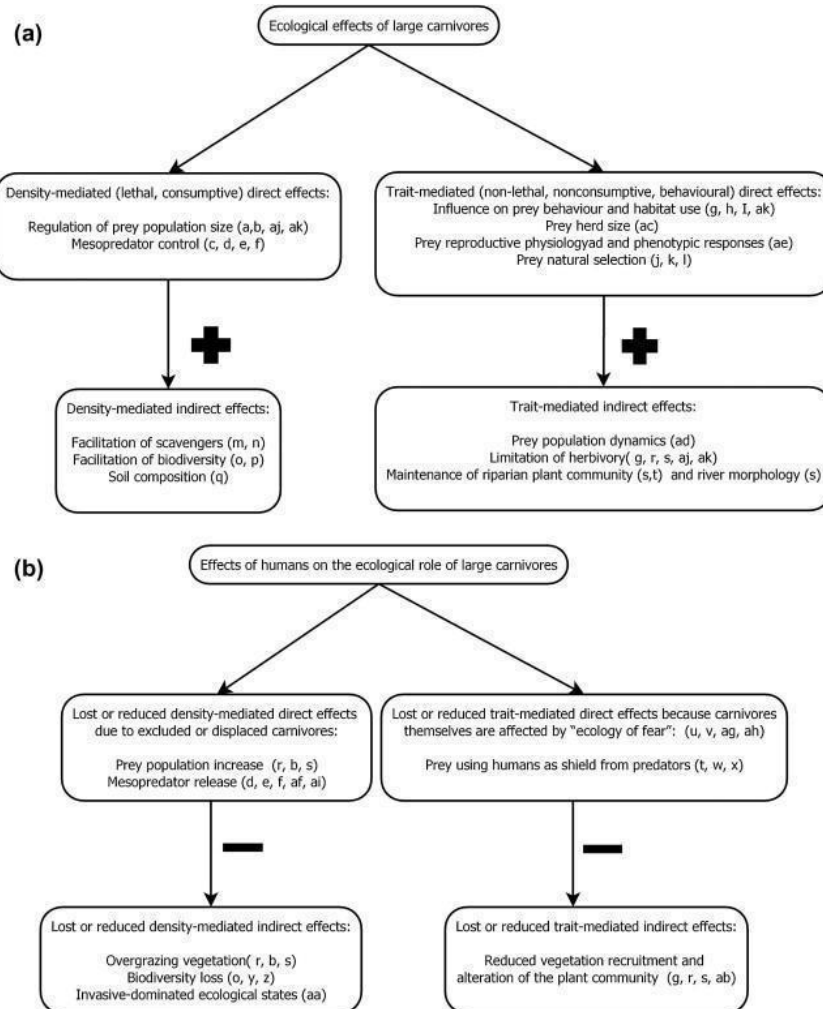 (a)
Ecological effects of large carnivores
Density-mediated (lethal, consumptive) direct effects:
Regulation of prey population size (a,b, aj, ak)
Mesopredator control (c, d, e, f)
Trait-mediated (non-lethal, nonconsumptive, behavioural) direct effects:
Influence on prey behaviour and habitat use (g, h, I, ak)
Prey herd size (ac)
Prey reproductive physiologyad and phenotypic responses (ae)
Prey natural selection (j, k, l)
Density-mediated indirect effects:
Facilitation of scavengers (m, n)
Facilitation of biodiversity (o, p)
Soil composition (q)
Trait-mediated indirect effects:
Prey population dynamics (ad)
Limitation of herbivory( g, r, s, aj, ak)
Maintenance of riparian plant community (s,t) and river morphology (s)
(b)
Effects of humans on the ecological role of large carnivores
Lost or reduced density-mediated direct effects
due to excluded or displaced carnivores:
Prey population increase (r, b, s)
Mesopredator release (d, e, f, af, ai)
Lost or reduced trait-mediated direct effects because carnivores
themselves are affected by "ecology of fear": (u, v, ag, ah)
Prey using humans as shield from predators (t, w, x)
Lost or reduced density-mediated indirect effects:
Overgrazing vegetation( r, b, s)
Biodiversity loss (o, y, z)
Invasive-dominated ecological states (aa)
Lost or reduced trait-mediated indirect effects:
Reduced vegetation recruitment and
alteration of the plant community (g, r, s, ab)